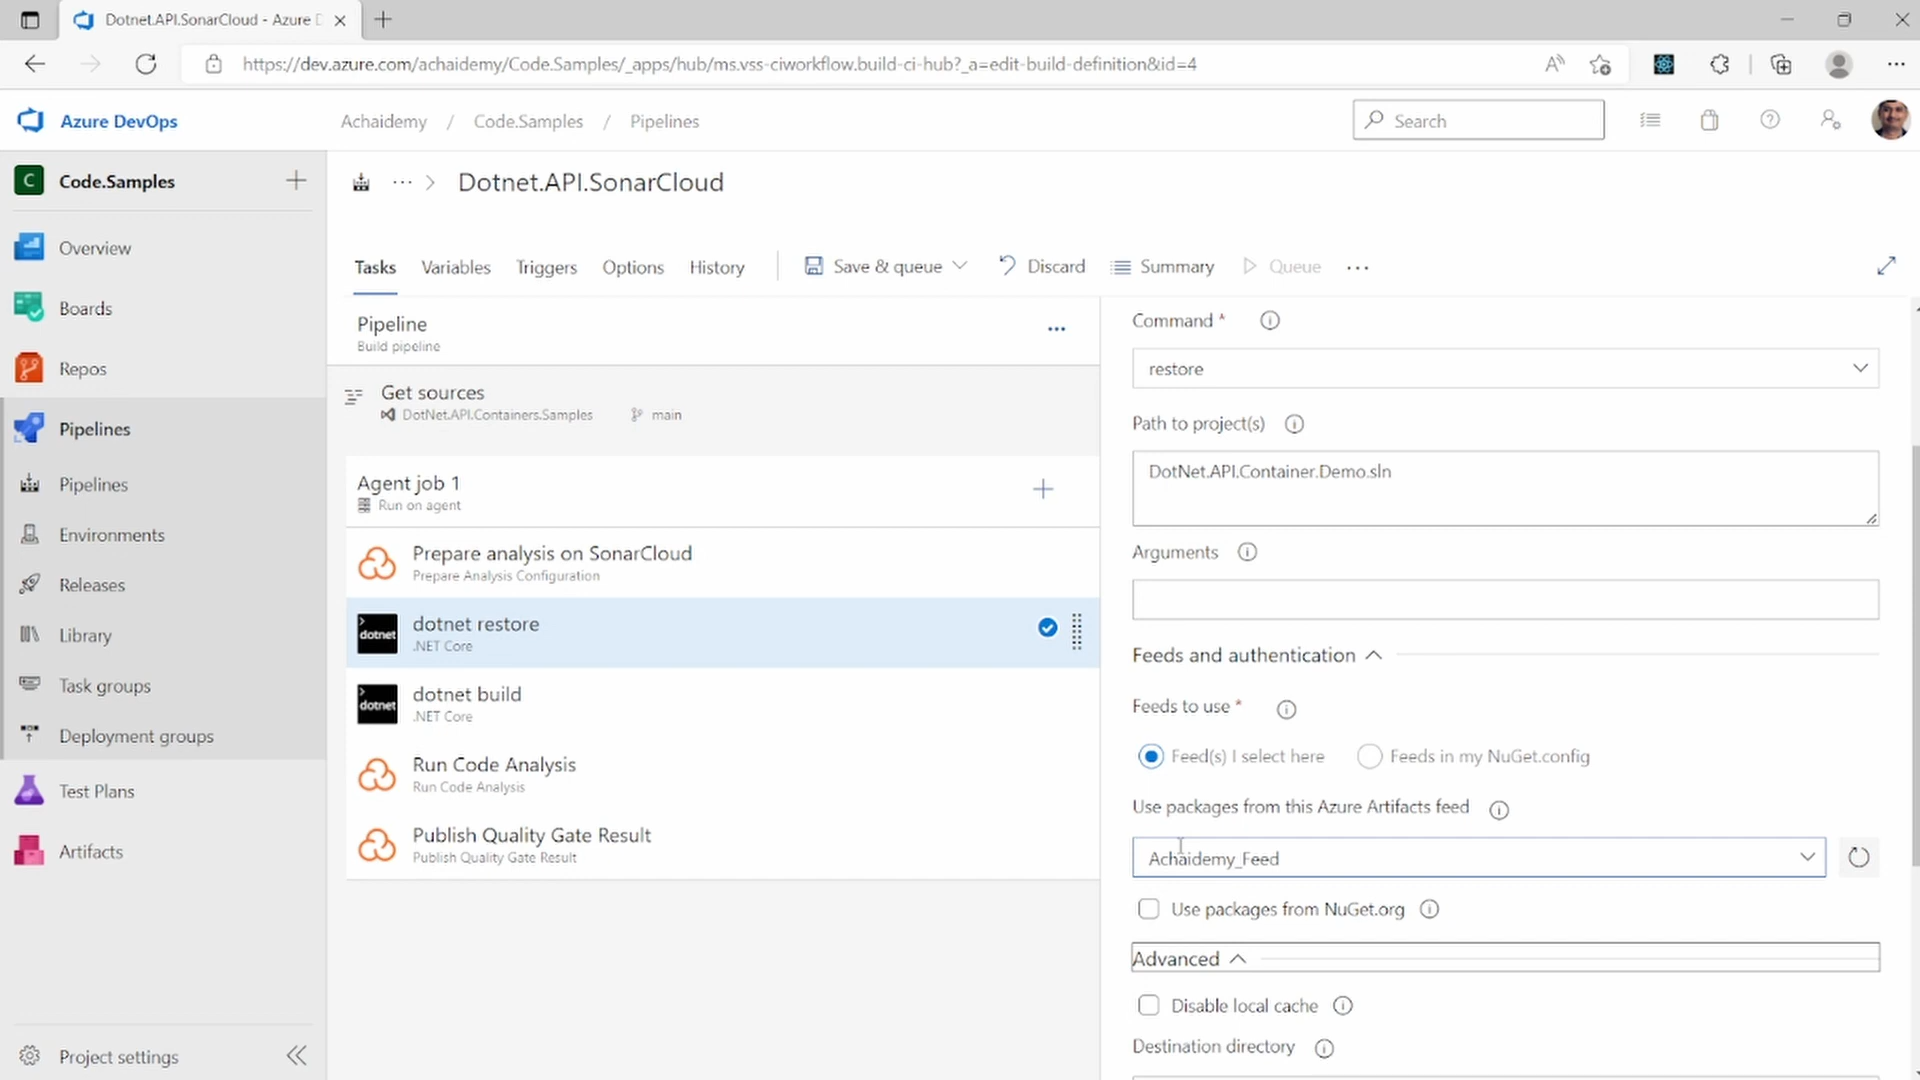 Dotnet.API.SonarCloud - Azure D
https://dev.azure.com/achaidemy/Code.Samples/_apps/hub/ms.vss-ciworkflow.build-ci-hub?_a=edit-build-definition&id=4
Azure DevOps
Achaidemy / Code.Samples / Pipelines
Search
C Code.Samples
Overview
Boards
Repos
Pipelines
Pipelines
Environments
Releases
Library
Task groups
Deployment groups
Test Plans
Artifacts
Project settings
... > Dotnet.API.SonarCloud
Tasks Variables Triggers Options History Save & queue Discard Summary Queue ...
Pipeline
Build pipeline
Get sources
DotNet.API.Containers.Samples main
Agent job 1
Run on agent
Prepare analysis on SonarCloud
Prepare Analysis Configuration
dotnet
dotnet restore
.NET Core
dotnet
dotnet build
.NET Core
Run Code Analysis
Run Code Analysis
Publish Quality Gate Result
Publish Quality Gate Result
Command *
restore
Path to project(s)
DotNet.API.Container.Demo.sln
Arguments
Feeds and authentication
Feeds to use *
Feed(s) I select here Feeds in my NuGet.config
Use packages from this Azure Artifacts feed
Achaidemy_Feed
Use packages from NuGet.org
Advanced
Disable local cache
Destination directory